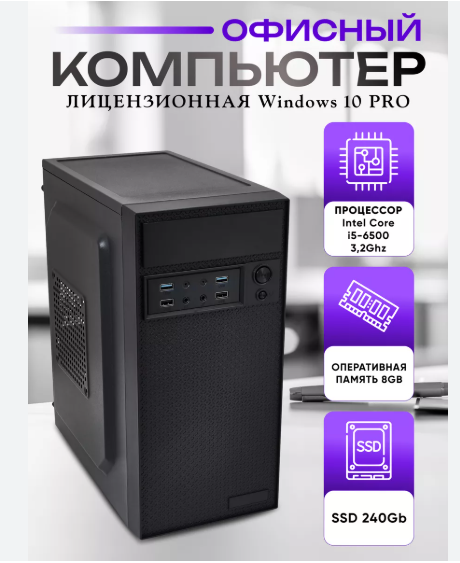 ОФИСНЫЙ
КОМПЬЮТЕР
ЛИЦЕНЗИОННАЯ Windows 10 PRO
ПРОЦЕССОР
Intel Core
i5-6500
3,2Ghz
ОПЕРАТИВНАЯ
ПАМЯТЬ 8GB
SSD
SSD 240Gb